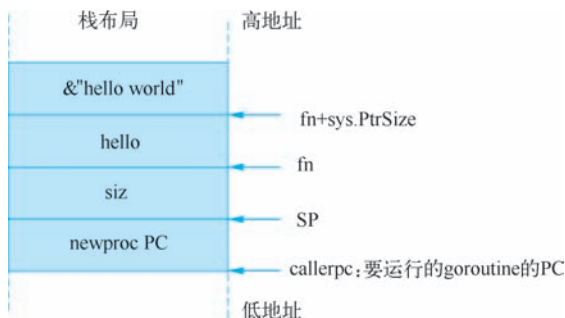 栈布局
高地址
&"hello world"
fn+sys.PtrSize
hello
fn
siz
SP
newproc PC
callerpc:要运行的goroutine的PC
低地址